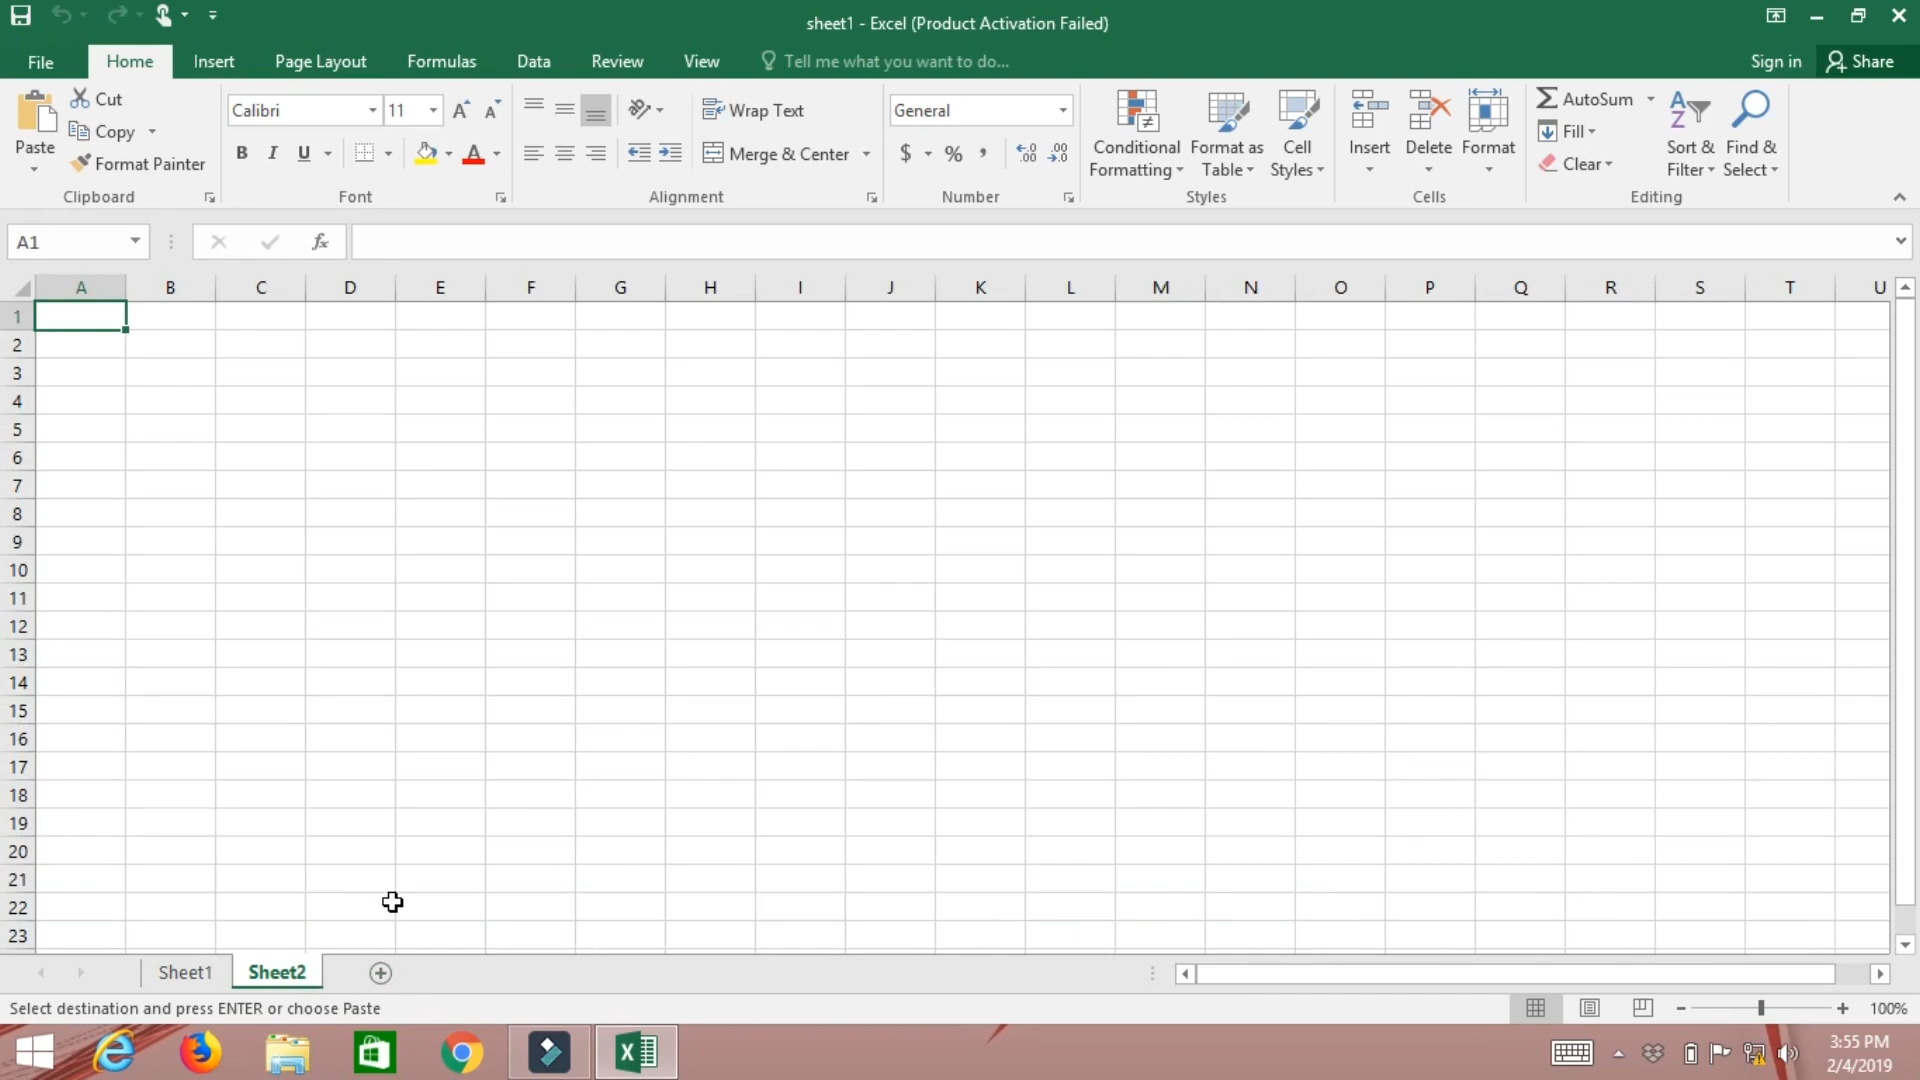 sheet1 - Excel (Product Activation Failed)
File Home Insert Page Layout Formulas Data Review View Tell me what you want to do... Sign in Share
Paste
Cut
Copy
Format Painter
Clipboard
Calibri 11
B I U
Font
Wrap Text
Merge & Center
Alignment
General
$ % ,
Number
Conditional Formatting
Format as Table
Cell Styles
Styles
Insert Delete Format
Cells
AutoSum
Fill
Clear
Sort & Filter
Find & Select
Editing
A1 fx
A B C D E F G H I J K L M N O P Q R S T U
1
2
3
4
5
6
7
8
9
10
11
12
13
14
15
16
17
18
19
20
21
22
23
Sheet1 Sheet2
Select destination and press ENTER or choose Paste 100%
3:55 PM
2/4/2019